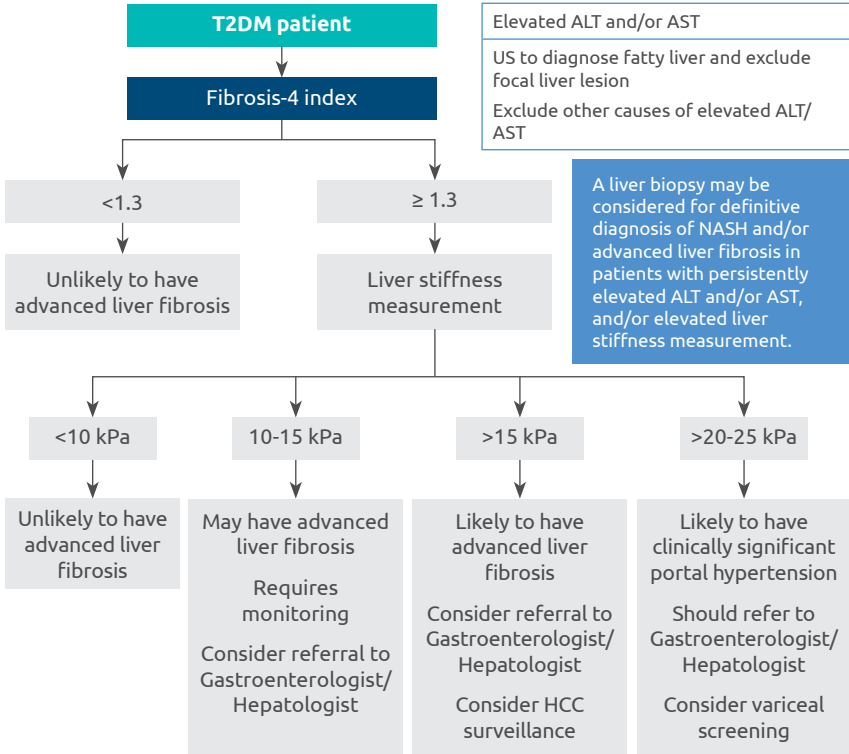 T2DM patient
Fibrosis-4 index
Elevated ALT and/or AST
US to diagnose fatty liver and exclude
focal liver lesion
Exclude other causes of elevated ALT/
AST
<1.3
≥ 1.3
Unlikely to have
advanced liver fibrosis
Liver stiffness
measurement
A liver biopsy may be
considered for definitive
diagnosis of NASH and/or
advanced liver fibrosis in
patients with persistently
elevated ALT and/or AST,
and/or elevated liver
stiffness measurement.
<10 kPa
10-15 kPa
>15 kPa
>20-25 kPa
Unlikely to have
advanced liver
fibrosis
May have advanced
liver fibrosis
Requires
monitoring
Consider referral to
Gastroenterologist/
Hepatologist
Likely to have
advanced liver
fibrosis
Consider referral to
Gastroenterologist/
Hepatologist
Consider HCC
surveillance
Likely to have
clinically significant
portal hypertension
Should refer to
Gastroenterologist/
Hepatologist
Consider variceal
screening